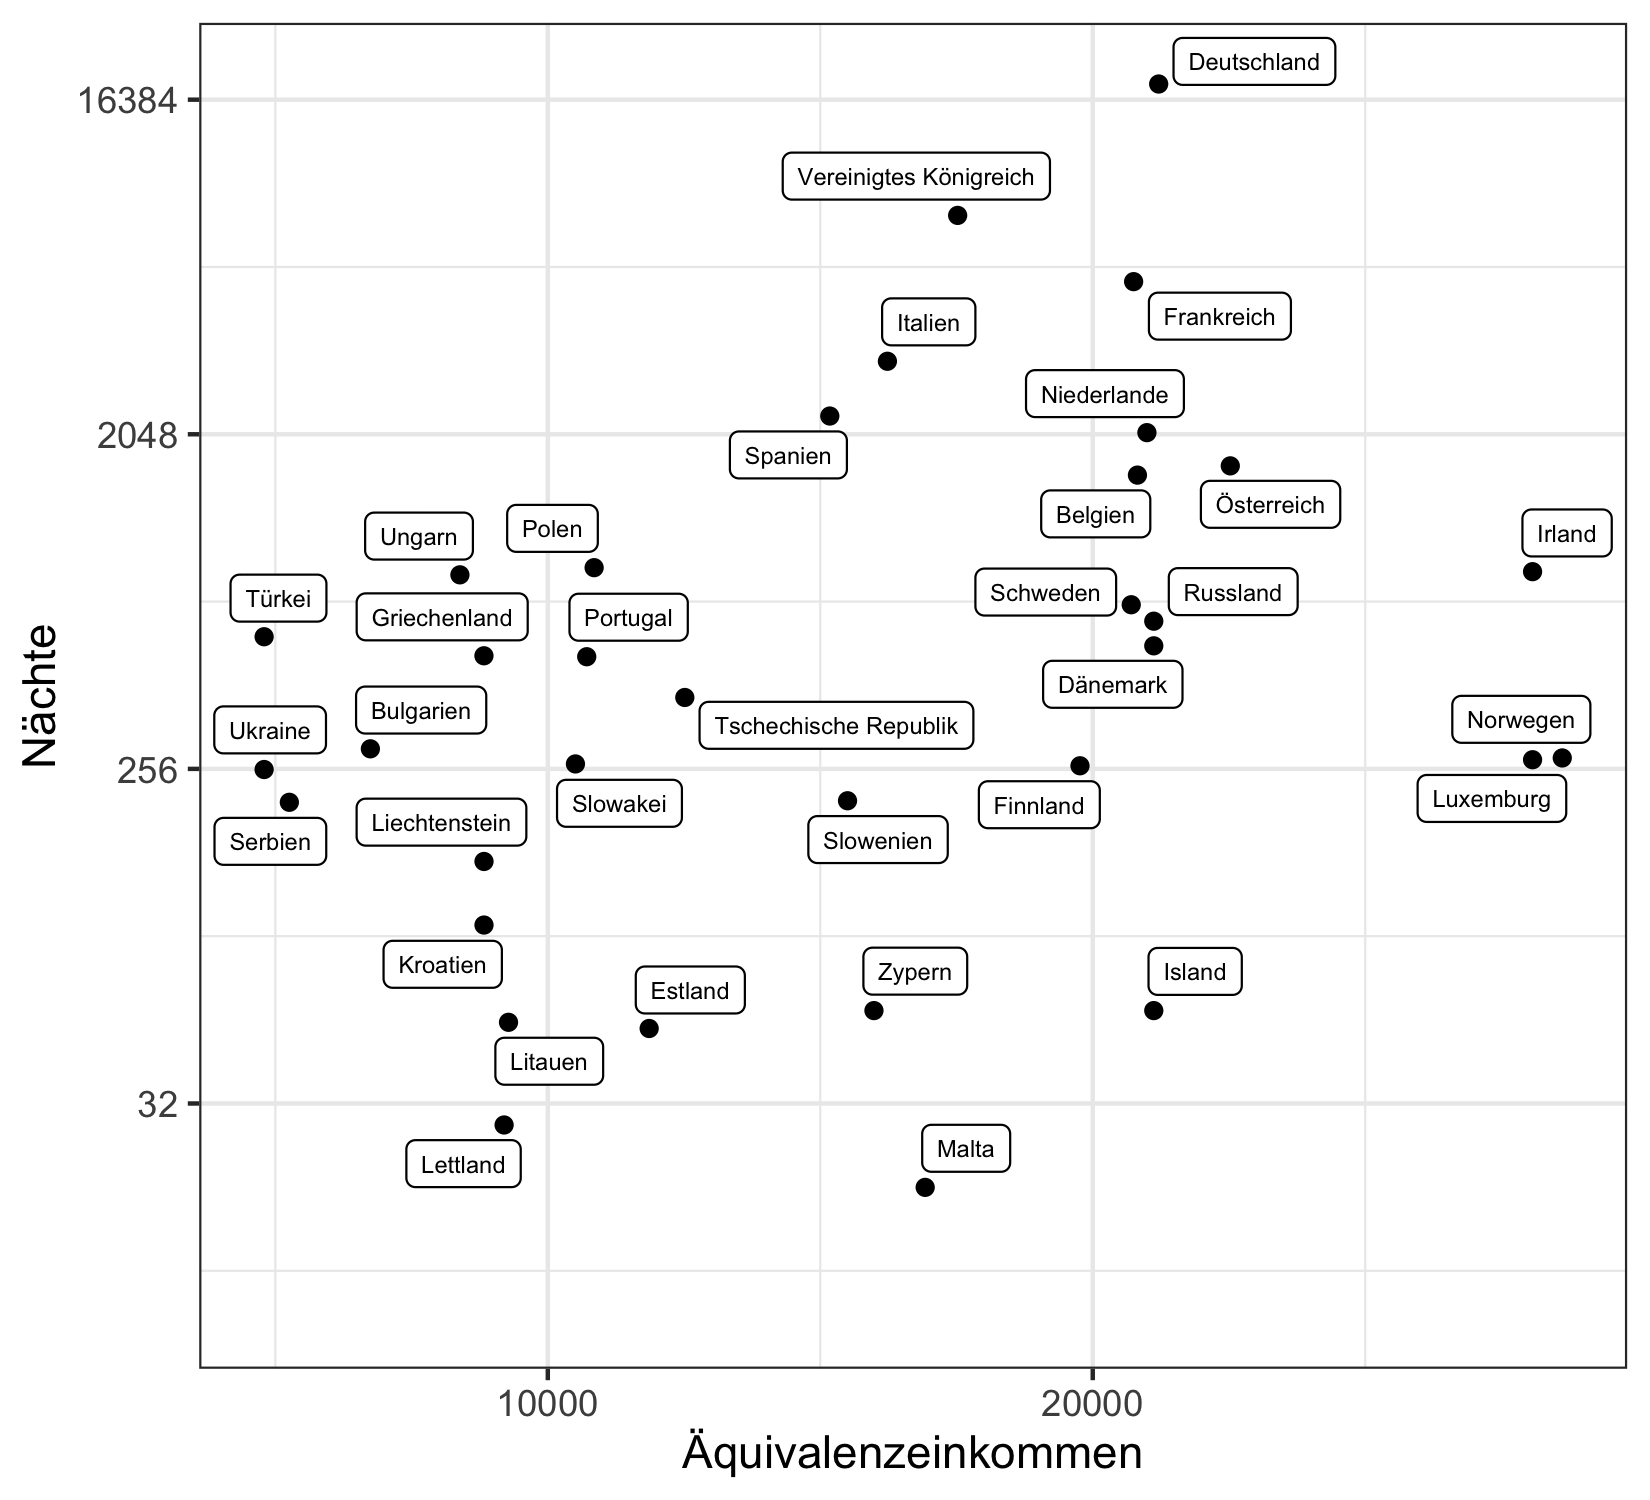 Deutschland
16384
Vereinigtes Königreich
Frankreich
Italien
Niederlande
2048
Spanien
Österreich
Belgien
Polen
Irland
Ungarn
Schweden
Russland
Türkei
Griechenland
Portugal
Dänemark
Nächte
Bulgarien
Norwegen
Tschechische Republik
Ukraine
256
Luxemburg
Slowakei
Finnland
Liechtenstein
Slowenien
Serbien
Kroatien
Zypern
Island
Estland
Litauen
32
Malta
Lettland
10000
20000
Äquivalenzeinkommen